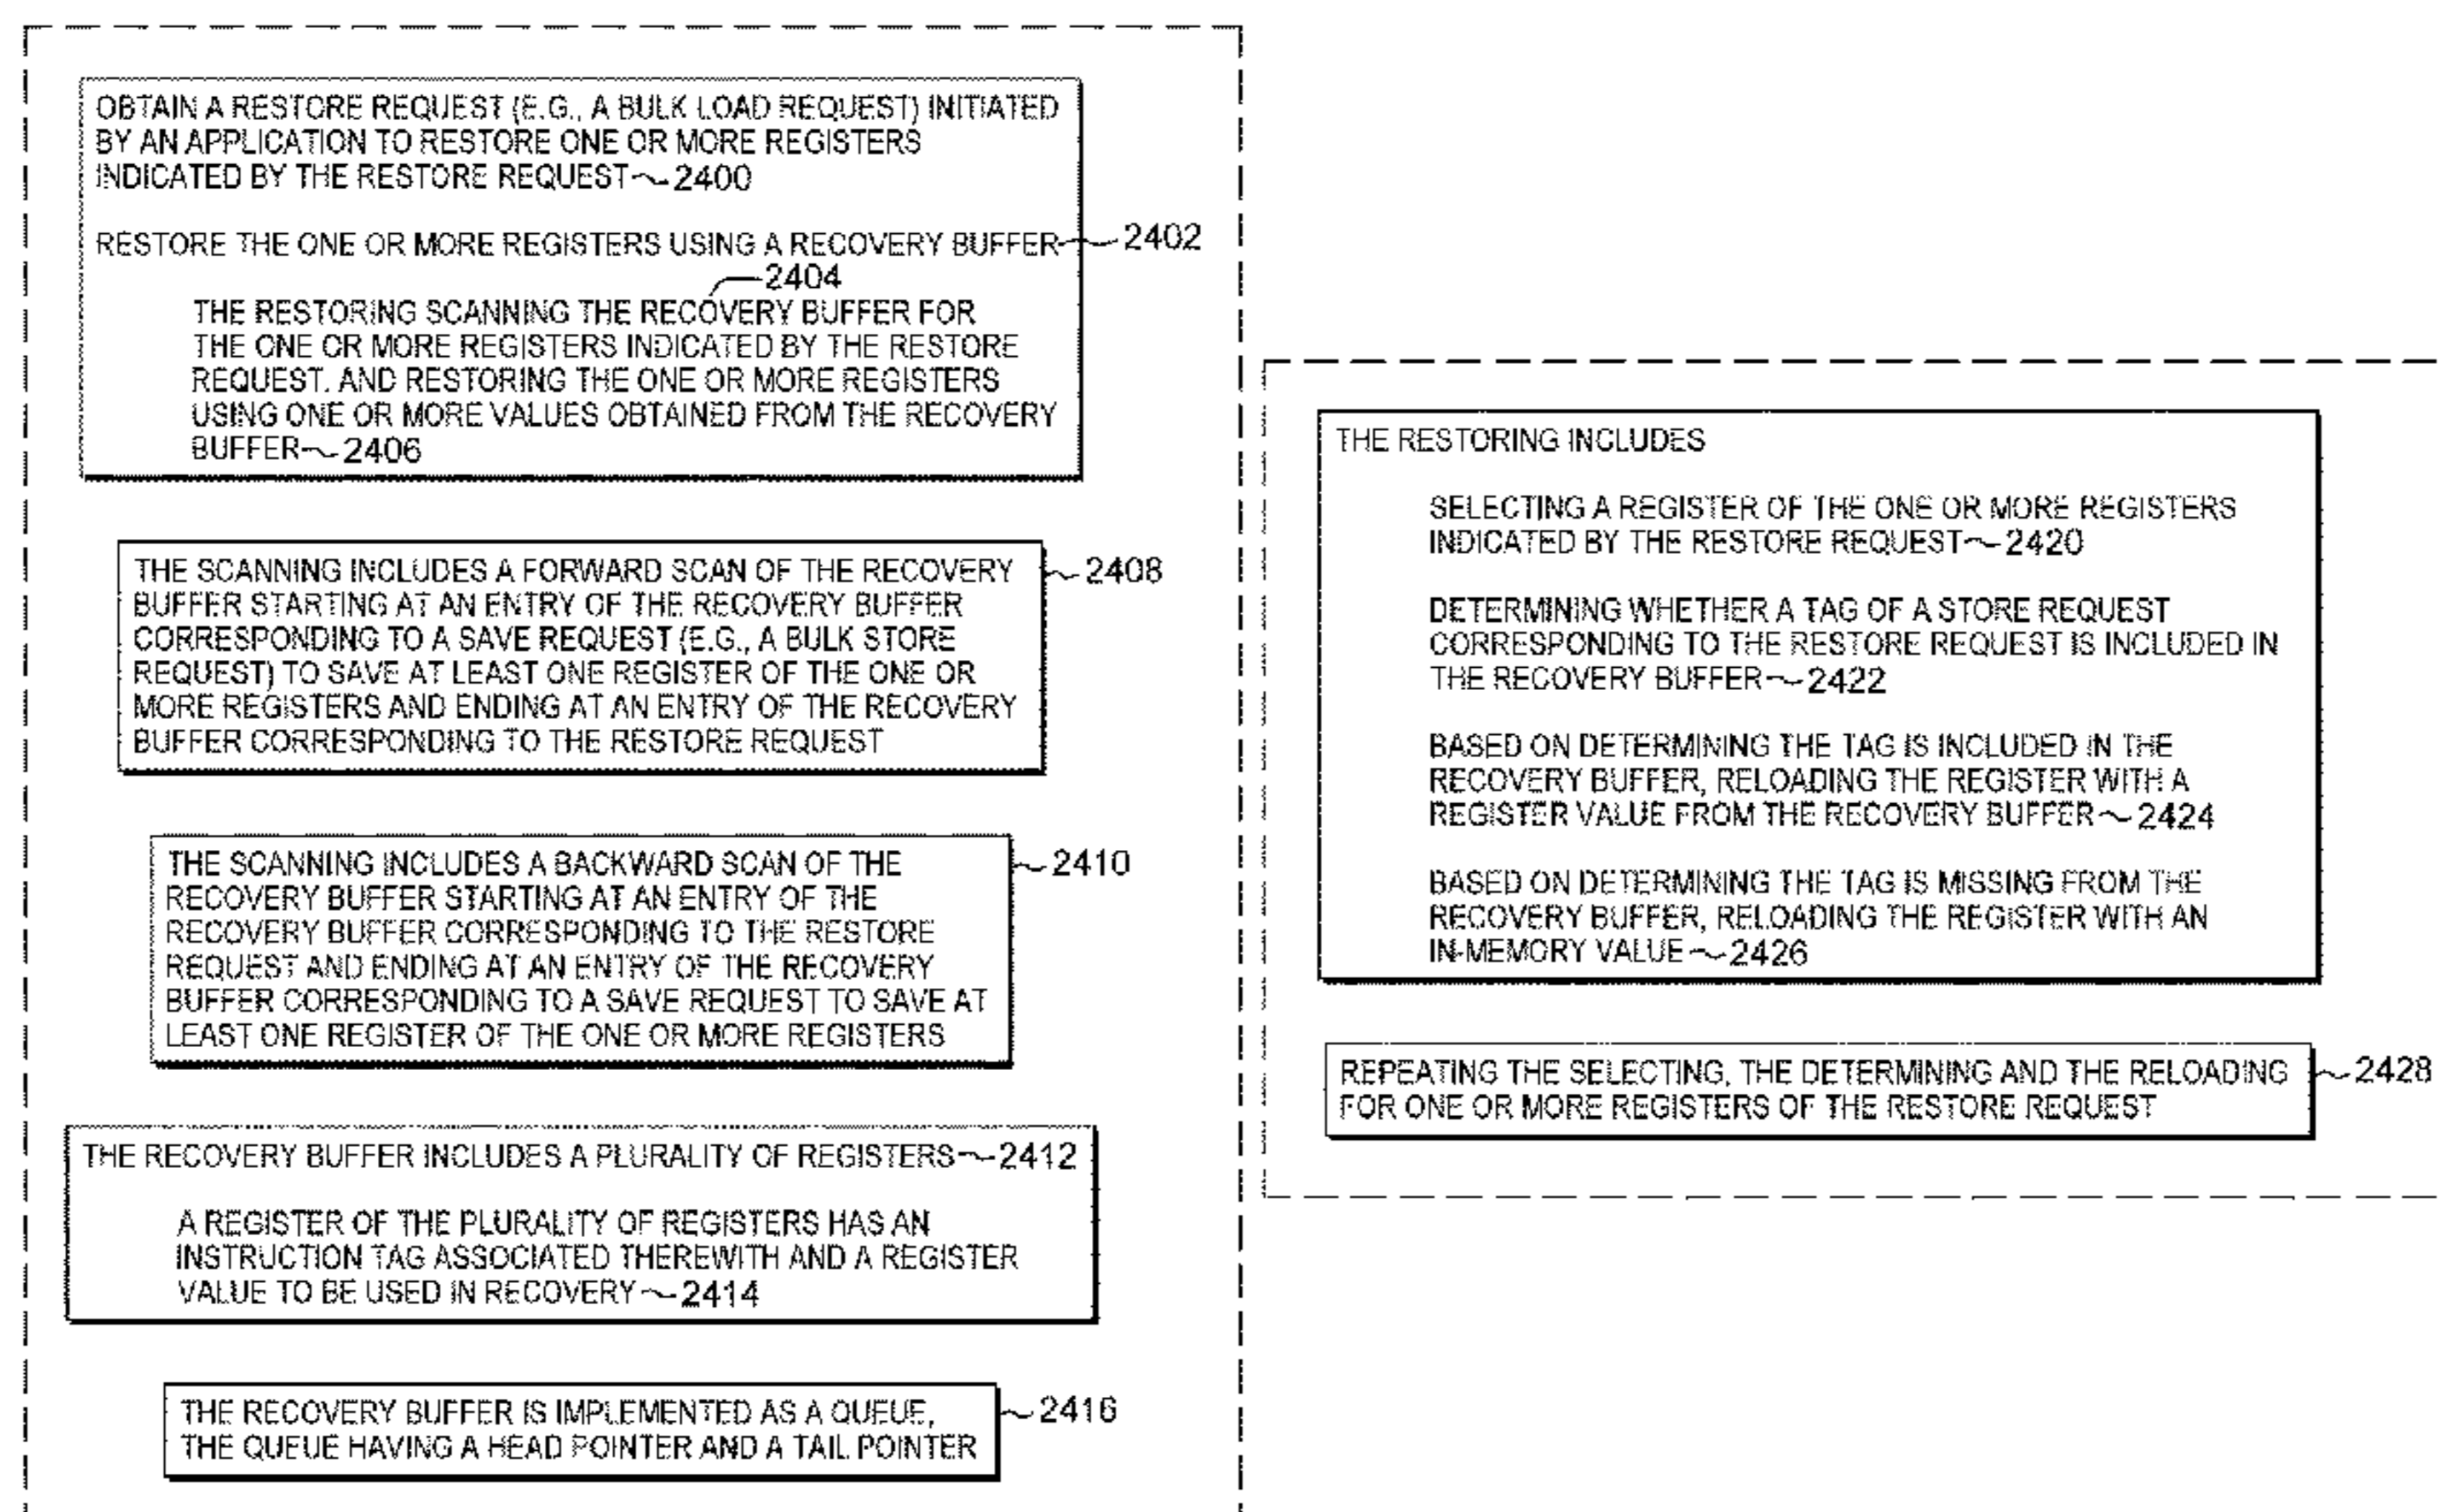 OBTAIN A RESTORE REQUEST (E.G., A BULK LOAD REQUEST) INITIATED
BY AN APPLICATION TO RESTORE ONE OR MORE REGISTERS
INDICATED BY THE RESTORE REQUEST 2400
RESTORE THE ONE OR MORE REGISTERS USING A RECOVERY BUFFER 2402
2404
THE RESTORING SCANNING THE RECOVERY BUFFER FOR
THE ONE OR MORE REGISTERS INDICATED BY THE RESTORE
REQUEST, AND RESTORING THE ONE OR MORE REGISTERS
USING ONE OR MORE VALUES OBTAINED FROM THE RECOVERY
BUFFER 2406
THE SCANNING INCLUDES A FORWARD SCAN OF THE RECOVERY 2408
BUFFER STARTING AT AN ENTRY OF THE RECOVERY BUFFER
CORRESPONDING TO A SAVE REQUEST (E.G., A BULK STORE
REQUEST) TO SAVE AT LEAST ONE REGISTER OF THE ONE OR
MORE REGISTERS AND ENDING AT AN ENTRY OF THE RECOVERY
BUFFER CORRESPONDING TO THE RESTORE REQUEST
THE SCANNING INCLUDES A BACKWARD SCAN OF THE 2410
RECOVERY BUFFER STARTING AT AN ENTRY OF THE
RECOVERY BUFFER CORRESPONDING TO THE RESTORE
REQUEST AND ENDING AT AN ENTRY OF THE RECOVERY
BUFFER CORRESPONDING TO A SAVE REQUEST TO SAVE AT
LEAST ONE REGISTER OF THE ONE OR MORE REGISTERS
THE RECOVERY BUFFER INCLUDES A PLURALITY OF REGISTERS 2412
A REGISTER OF THE PLURALITY OF REGISTERS HAS AN
INSTRUCTION TAG ASSOCIATED THEREWITH AND A REGISTER
VALUE TO BE USED IN RECOVERY 2414
THE RECOVERY BUFFER IS IMPLEMENTED AS A QUEUE, 2416
THE QUEUE HAVING A HEAD POINTER AND A TAIL POINTER
THE RESTORING INCLUDES
SELECTING A REGISTER OF THE ONE OR MORE REGISTERS
INDICATED BY THE RESTORE REQUEST 2420
DETERMINING WHETHER A TAG OF A STORE REQUEST
CORRESPONDING TO THE RESTORE REQUEST IS INCLUDED IN
THE RECOVERY BUFFER 2422
BASED ON DETERMINING THE TAG IS INCLUDED IN THE
RECOVERY BUFFER, RELOADING THE REGISTER WITH A
REGISTER VALUE FROM THE RECOVERY BUFFER 2424
BASED ON DETERMINING THE TAG IS MISSING FROM THE
RECOVERY BUFFER, RELOADING THE REGISTER WITH AN
IN-MEMORY VALUE 2426
REPEATING THE SELECTING, THE DETERMINING AND THE RELOADING 2428
FOR ONE OR MORE REGISTERS OF THE RESTORE REQUEST